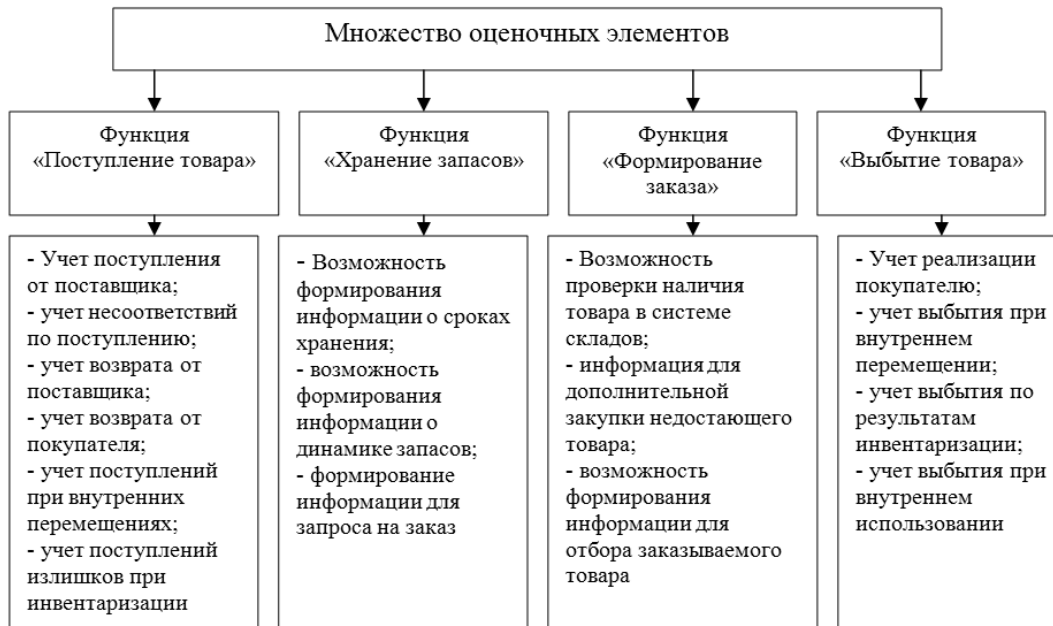 Множество оценочных элементов
Функция
«Поступление товара»
Функция
«Хранение запасов»
Функция
«Формирование
заказа»
Функция
«Выбытие товара»
- Учет поступления
от поставщика;
- учет несоответствий
по поступлению;
- учет возврата от
поставщика;
- учет возврата от
покупателя;
- учет поступлений
при внутренних
перемещениях;
- учет поступлений
излишков при
инвентаризации
- Возможность
формирования
информации о сроках
хранения;
- возможность
формирования
информации о
динамике запасов;
- формирование
информации для
запроса на заказ
- Возможность
проверки наличия
товара в системе
складов;
- информация для
дополнительной
закупки недостающего
товара;
- возможность
формирования
информации для
отбора заказываемого
товара
- Учет реализации
покупателю;
- учет выбытия при
внутреннем
перемещении;
- учет выбытия по
результатам
инвентаризации;
- учет выбытия при
внутреннем
использовании